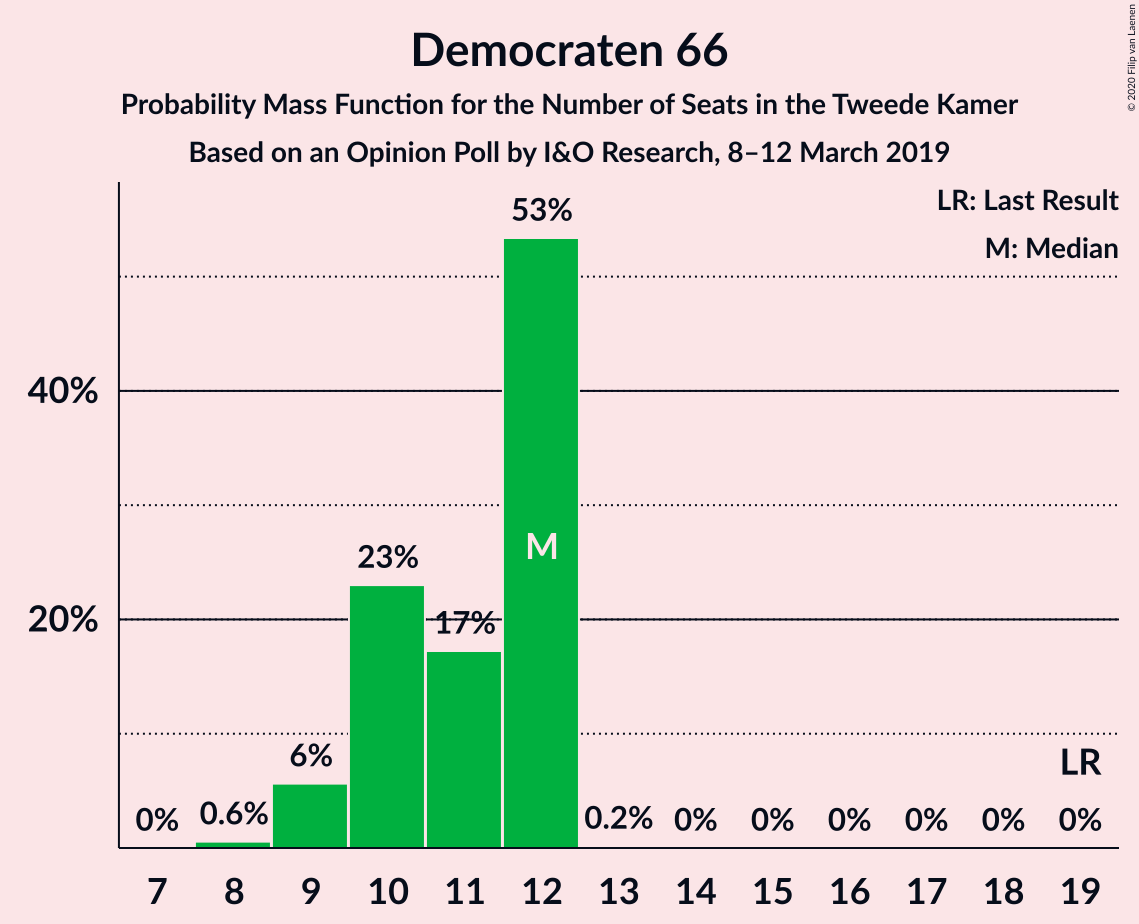 Democraten 66
Probability Mass Function for the Number of Seats in the Tweede Kamer
Based on an Opinion Poll by I&O Research, 8–12 March 2019
© 2020 Filip van Laenen
LR: Last Result
M: Median
53%
40%
M
23%
20%
17%
6%
LR
0%
0.6%
0.2%
0%
0%
0%
0%
0%
0%
7 8 9 10 11 12 13 14 15 16 17 18 19